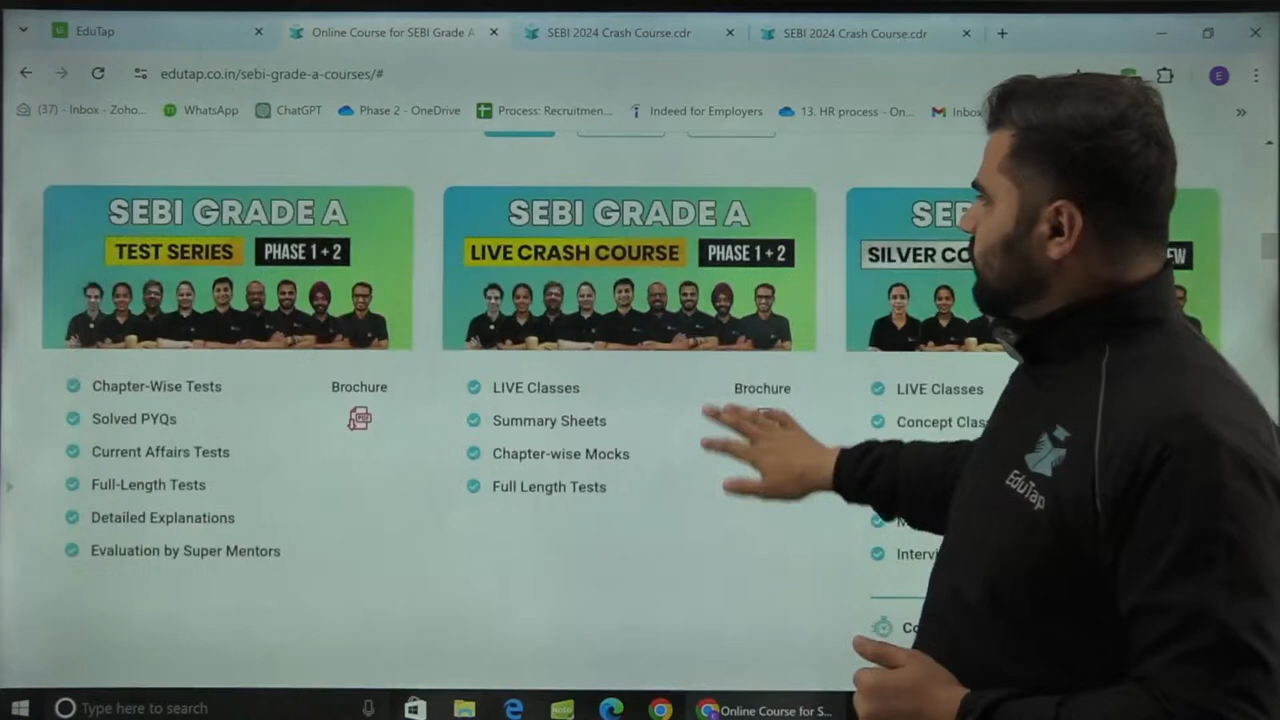 EduTap
Online Course for SEBI Grade A
SEBI 2024 Crash Course.cdr
SEBI 2024 Crash Course.cdr
edutap.co.in/sebi-grade-a-courses/#
E
(37) - Inbox - Zoho...
WhatsApp
ChatGPT
Phase 2 - OneDrive
Process: Recruitmen...
Indeed for Employers
13. HR process - On...
Inbox
SEBI GRADE A
TEST SERIES
PHASE 1 + 2
SEBI GRADE A
LIVE CRASH COURSE
PHASE 1 + 2
SILVER
Chapter-Wise Tests
Solved PYQs
Current Affairs Tests
Full-Length Tests
Detailed Explanations
Evaluation by Super Mentors
Brochure
PDF
LIVE Classes
Summary Sheets
Chapter-wise Mocks
Full Length Tests
Brochure
LIVE Classes
Concept
EduTap
Type here to search
Online Course for S...